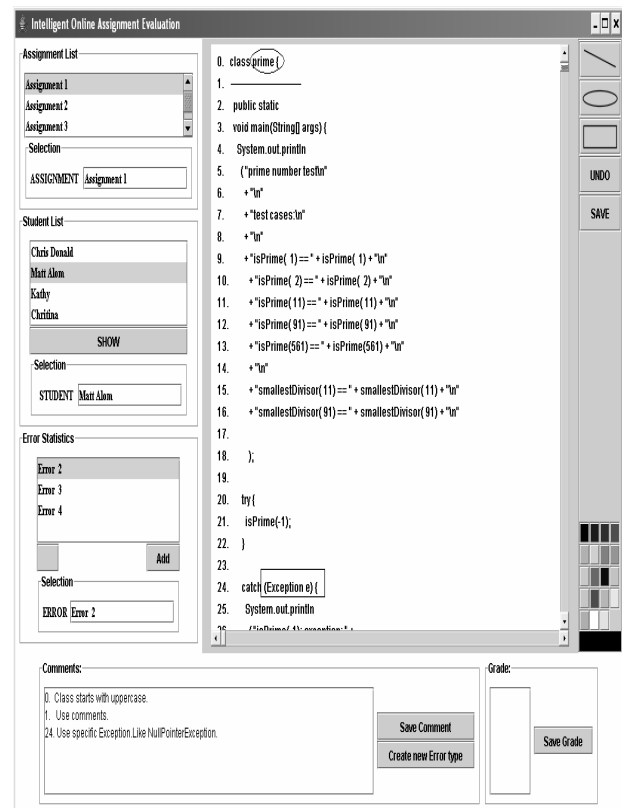 Intelligent Online Assignment Evaluation
Assignment List
Assignment 1
Assignment 2
Assignment 3
Selection
ASSIGNMENT Assignment 1
Student List
Chris Donald
Matt Alom
Kathy
Chritina
SHOW
Selection
STUDENT Matt Alom
Error Statistics
Error 2
Error 3
Error 4
Add
Selection
ERROR Error 2
0. class prime {
1.
2. public static
3. void main(String[] args) {
4. System.out.println
5. ("prime number test\n"
6. + "\n"
7. + "test cases:\n"
8. + "\n"
9. + "isPrime( 1) == " + isPrime( 1) + "\n"
10. + "isPrime( 2) == " + isPrime( 2) + "\n"
11. + "isPrime( 11) == " + isPrime( 11) + "\n"
12. + "isPrime( 91) == " + isPrime( 91) + "\n"
13. + "isPrime(561) == " + isPrime(561) + "\n"
14. + "\n"
15. + "smallestDivisor( 11) == " + smallestDivisor( 11) + "\n"
16. + "smallestDivisor( 91) == " + smallestDivisor( 91) + "\n"
17.
18. );
19.
20. try {
21. isPrime(-1);
22. }
23.
24. catch (Exception e) {
25. System.out.println
26. ("isPrime(-1): exception: " +
UNDO
SAVE
Comments:
0. Class starts with uppercase.
1. Use comments.
24. Use specific Exception.Like NullPointerException.
Save Comment
Create new Error type
Grade:
Save Grade